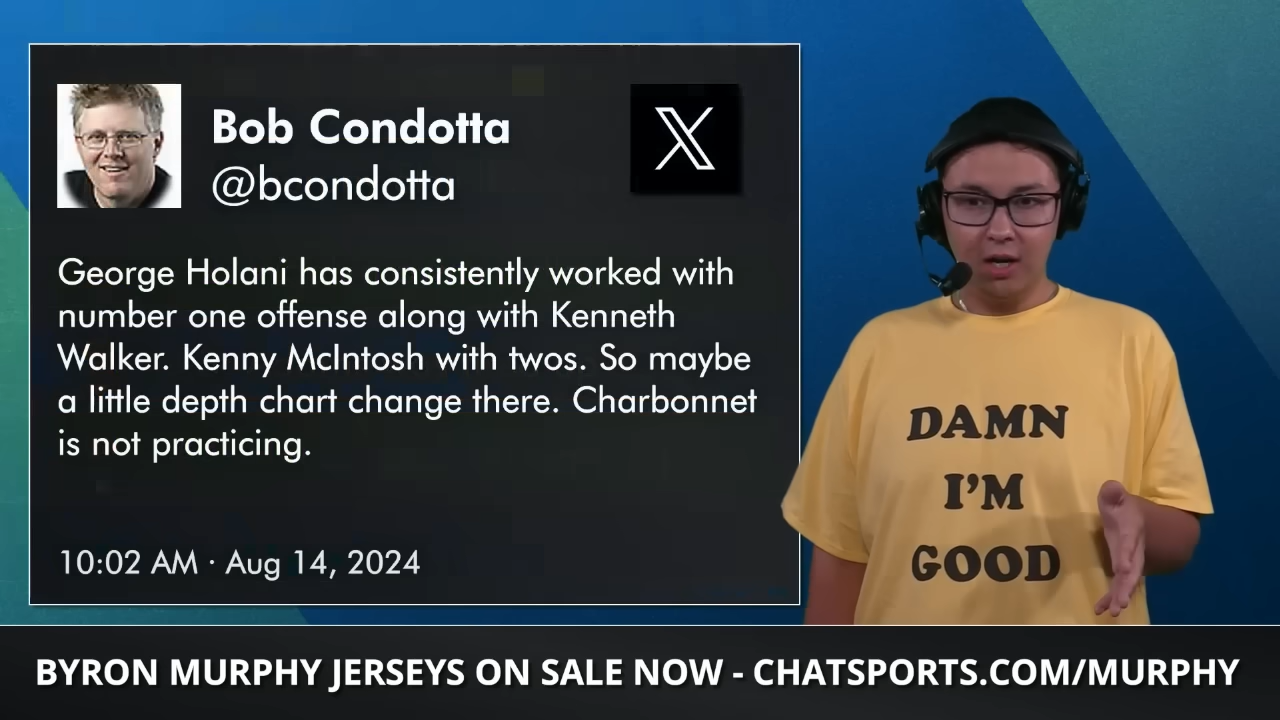 Bob Condotta
@bcondotta
George Holani has consistently worked with
number one offense along with Kenneth
Walker. Kenny McIntosh with twos. So maybe
a little depth chart change there. Charbonnet
is not practicing.
10:02 AM · Aug 14, 2024
DAMN
I'M
GOOD
BYRON MURPHY JERSEYS ON SALE NOW - CHATSPORTS.COM/MURPHY